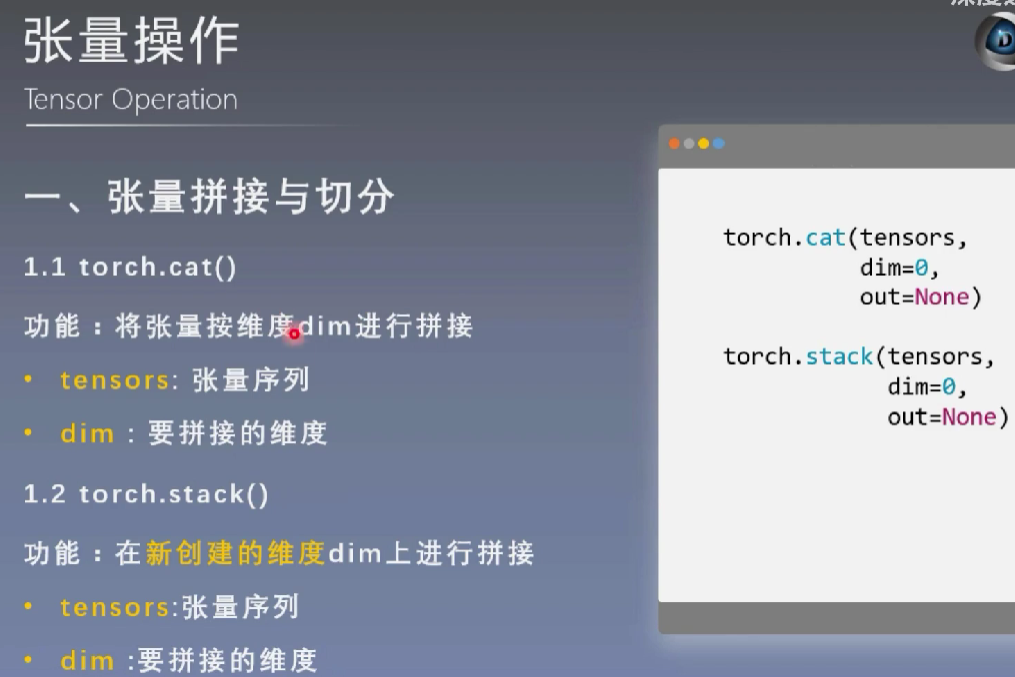 张量操作
Tensor Operation
一、张量拼接与切分
1.1 torch.cat()
功能：将张量按维度dim进行拼接
• tensors: 张量序列
• dim : 要拼接的维度
1.2 torch.stack()
功能：在新创建的维度dim上进行拼接
• tensors:张量序列
• dim :要拼接的维度
torch.cat(tensors,
dim=0,
out=None)
torch.stack(tensors,
dim=0,
out=None)